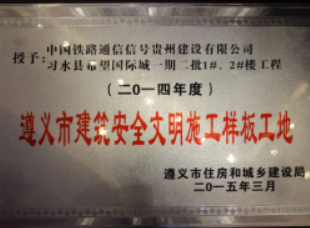 授予：中国铁路通信信号贵州建设有限公司
习水县希望国际城一期二批1#、2#楼工程
（二〇一四年度）
遵义市建筑安全文明施工样板工地
遵义市住房和城乡建设局
二〇一五年三月